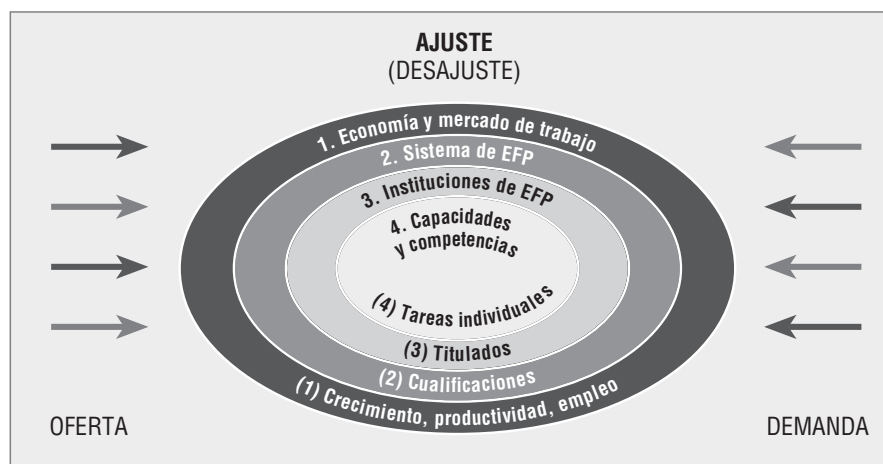 AJUSTE
(DESAJUSTE)
1. Economía y mercado de trabajo
2. Sistema de EFP
3. Instituciones de EFP
4. Capacidades
y competencias
(4) Tareas individuales
(3) Titulados
(2) Cualificaciones
(1) Crecimiento, productividad, empleo
OFERTA
DEMANDA